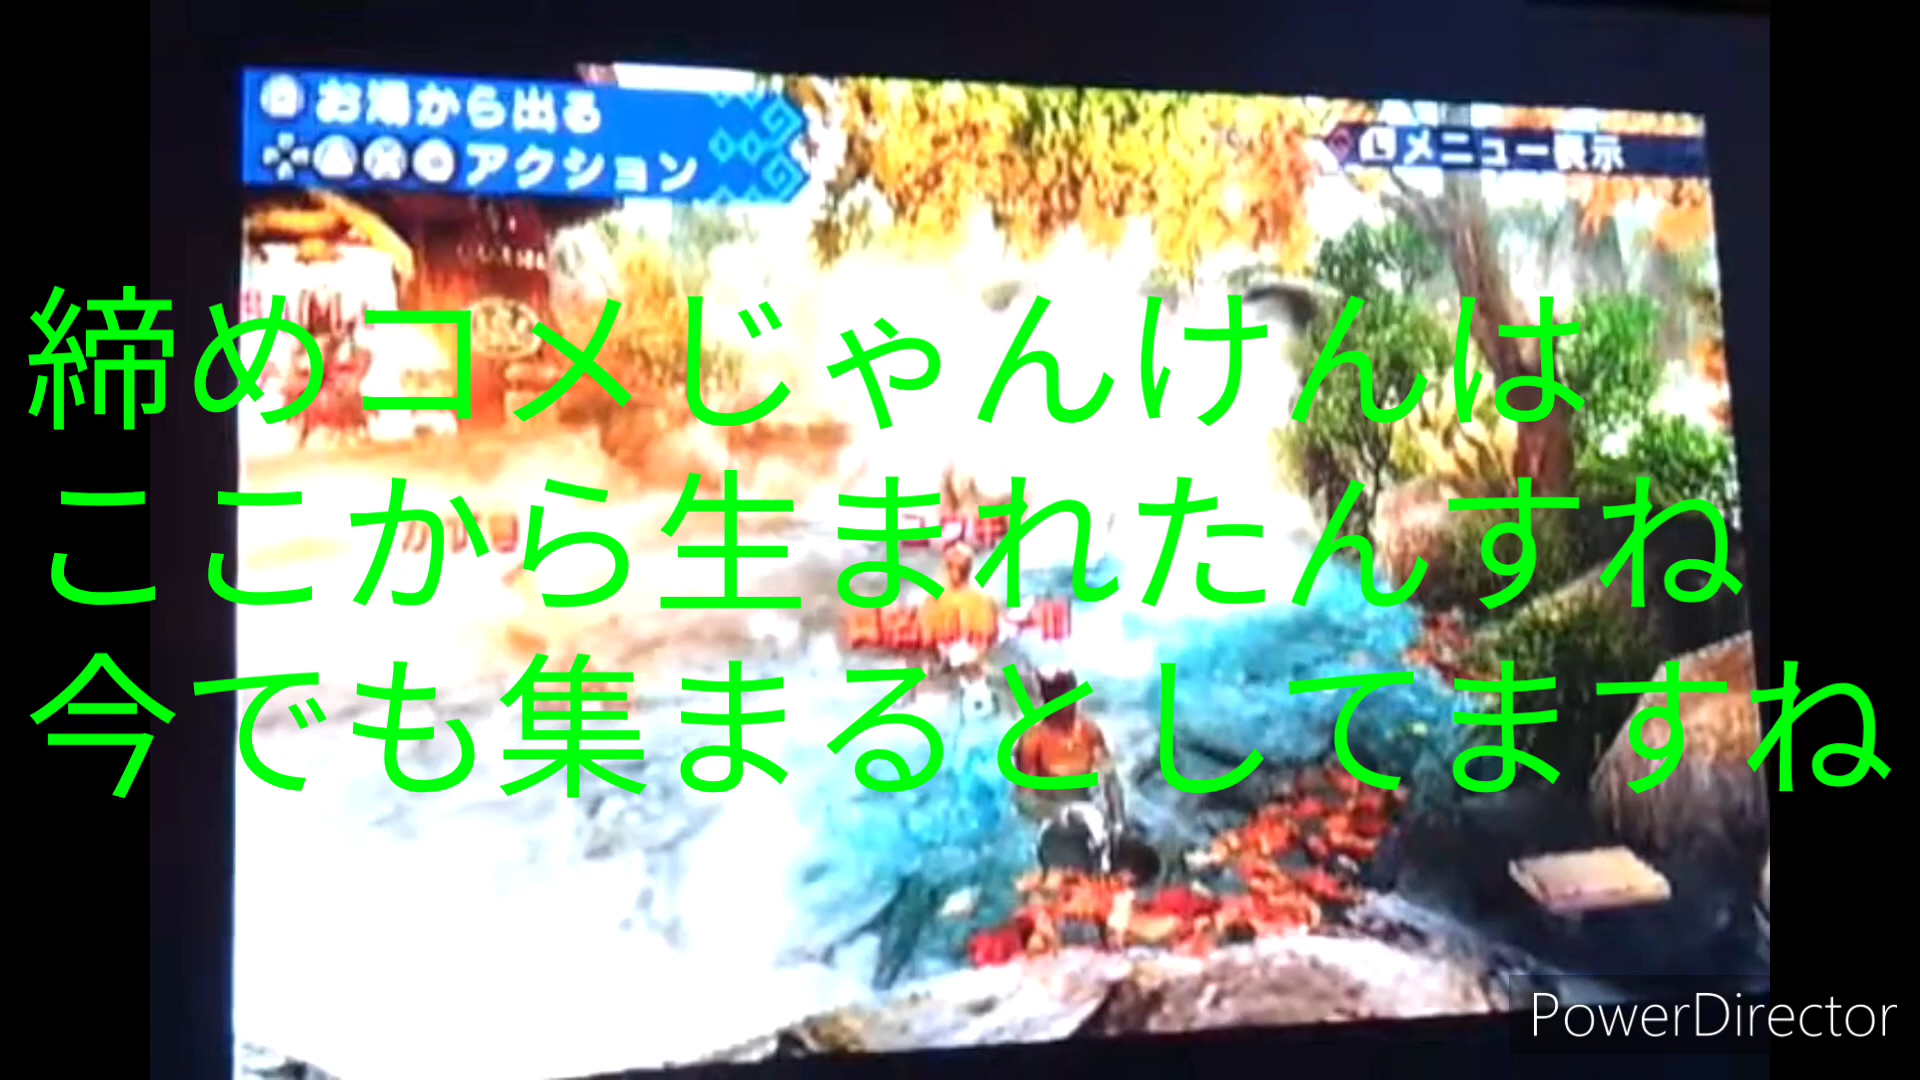 お湯から出る
アクション
Lメニュー表示
締めコメじゃんけんは
ここから生まれたんすね
今でも集まるとしてますね
PowerDirector